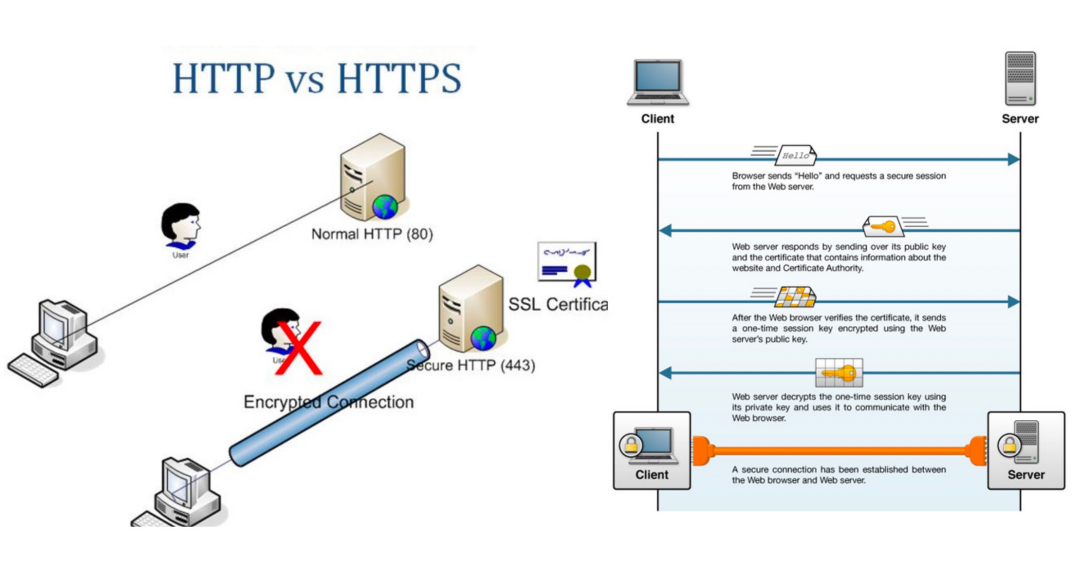 HTTP vs HTTPS
Normal HTTP (80)
User
SSL Certifica
Secure HTTP (443)
Encrypted Connection
Client
Server
Hello
Browser sends “Hello” and requests a secure session
from the Web server.
Web server responds by sending over its public key
and the certificate that contains information about the
website and Certificate Authority.
After the Web browser verifies the certificate, it sends
a one-time session key encrypted using the Web
server's public key.
Web server decrypts the one-time session key using
its private key and uses it to communicate with the
Web browser.
Client
Server
A secure connection has been established between
the Web browser and Web server.